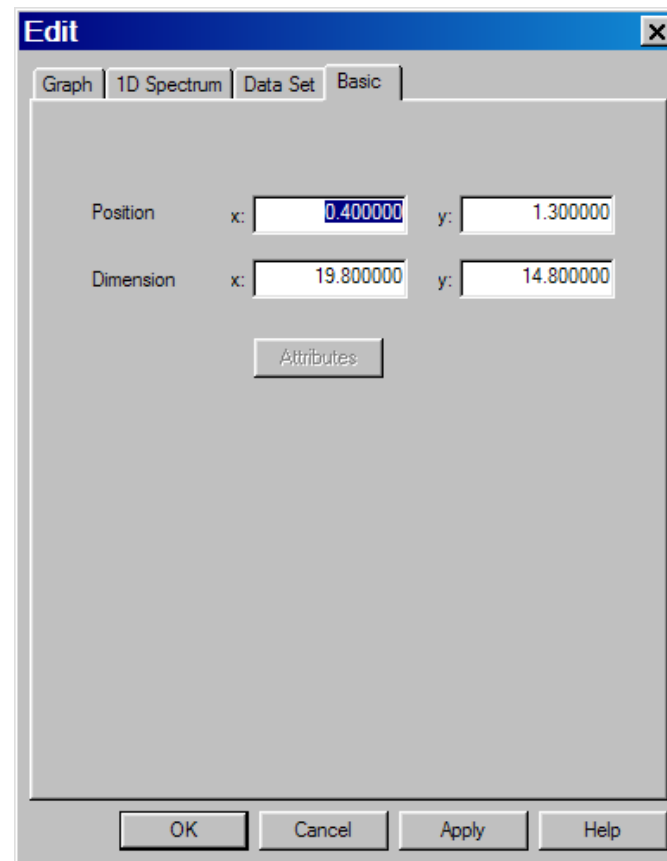 Edit
Graph 1D Spectrum Data Set Basic
Position x: 0.400000 y: 1.300000
Dimension x: 19.800000 y: 14.800000
Attributes
OK Cancel Apply Help